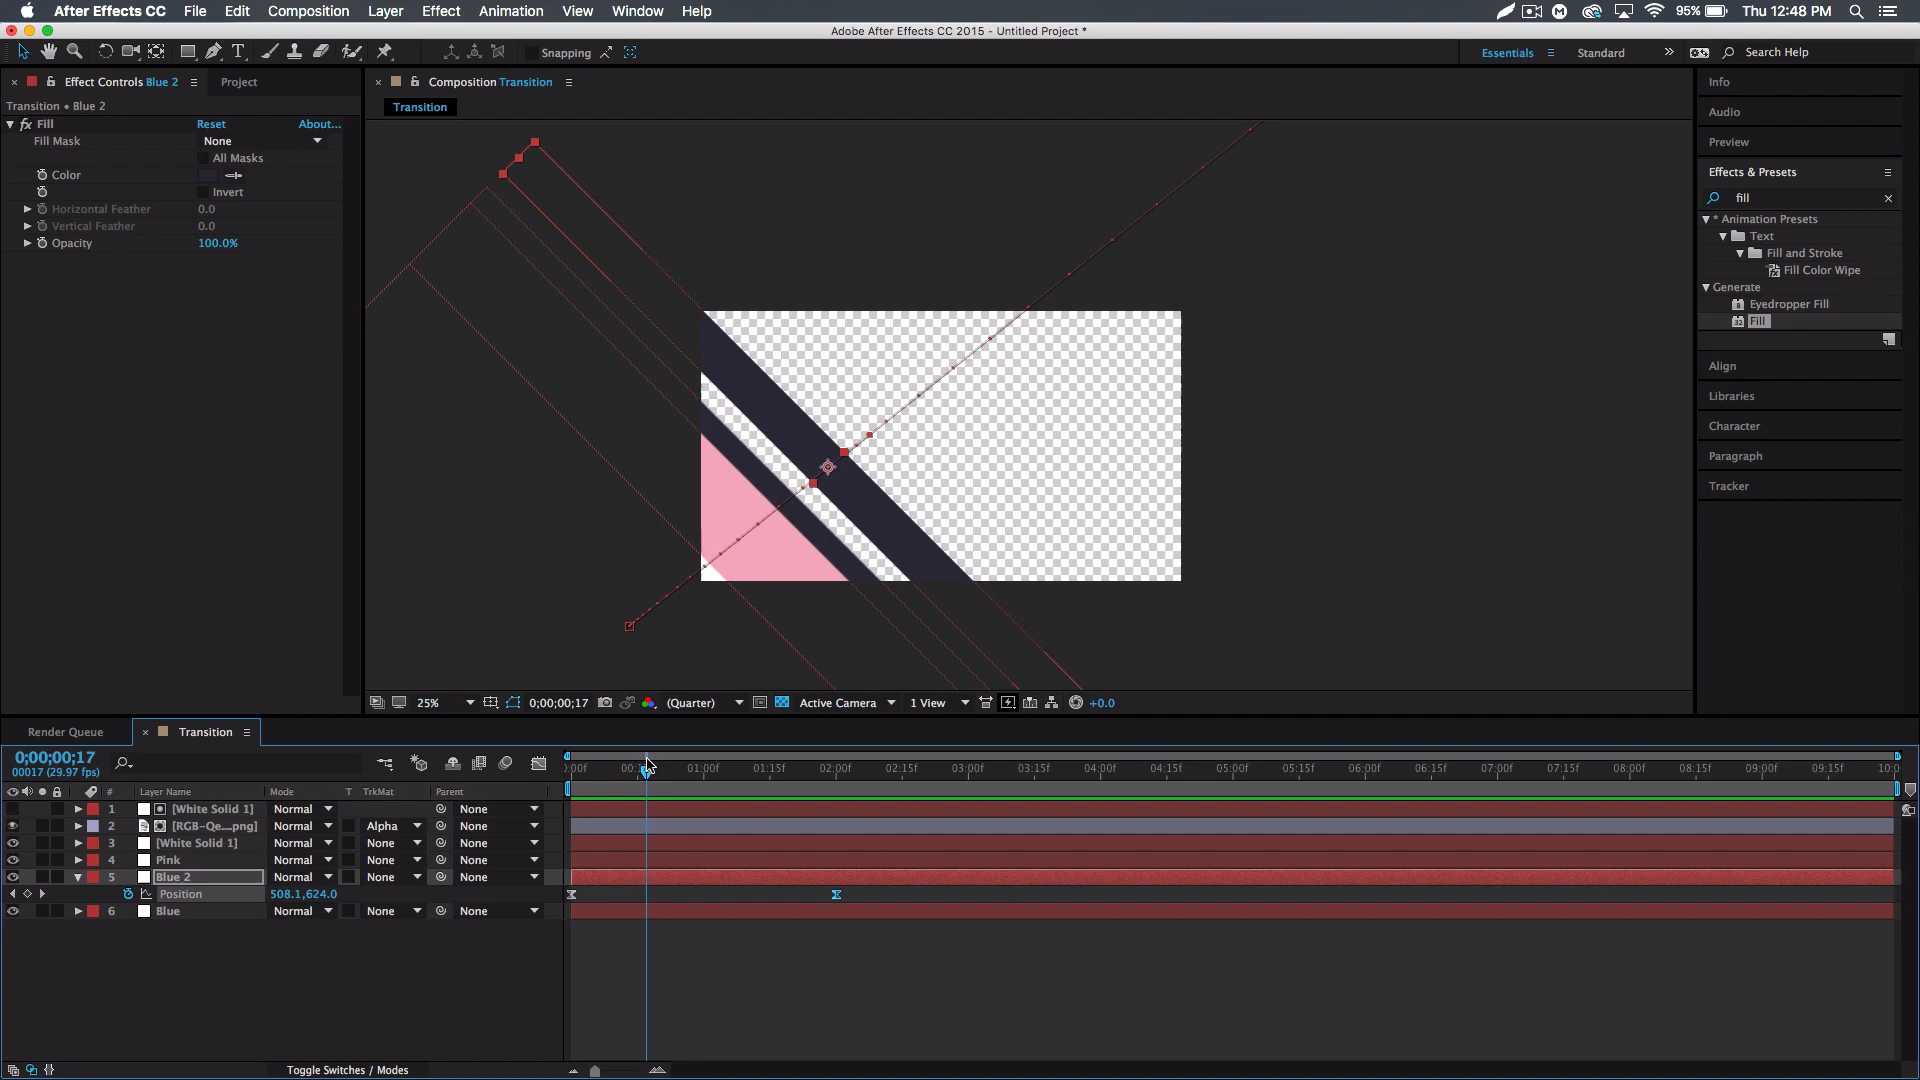 After Effects CC File Edit Composition Layer Effect Animation View Window Help 95% Thu 12:48 PM
Adobe After Effects CC 2015 - Untitled Project *
Snapping Essentials Standard Search Help
Effect Controls Blue 2 Project Composition Transition Info
Transition • Blue 2 Transition Audio
fx Fill Reset About...
Fill Mask None Preview
All Masks
Color Effects & Presets
Invert fill
Horizontal Feather 0.0 * Animation Presets
Vertical Feather 0.0 Text
Opacity 100.0% Fill and Stroke
Fill Color Wipe
Generate
Eyedropper Fill
Fill
Align
Libraries
Character
Paragraph
Tracker
25% 0;00;00;17 (Quarter) Active Camera 1 View +0.0
Render Queue Transition
0;00;00;17
00017 (29.97 fps) 01:00f 01:15f 02:00f 02:15f 03:00f 03:15f 04:00f 04:15f 05:00f 05:15f 06:00f 06:15f 07:00f 07:15f 08:00f 08:15f 09:00f 09:15f
# Layer Name Mode T TrkMat Parent
1 [White Solid 1] Normal None
2 [RGB-Qe....png] Normal Alpha None
3 [White Solid 1] Normal None None
4 Pink Normal None None
5 Blue 2 Normal None None
Position 508.1,624.0
6 Blue Normal None None
Toggle Switches / Modes